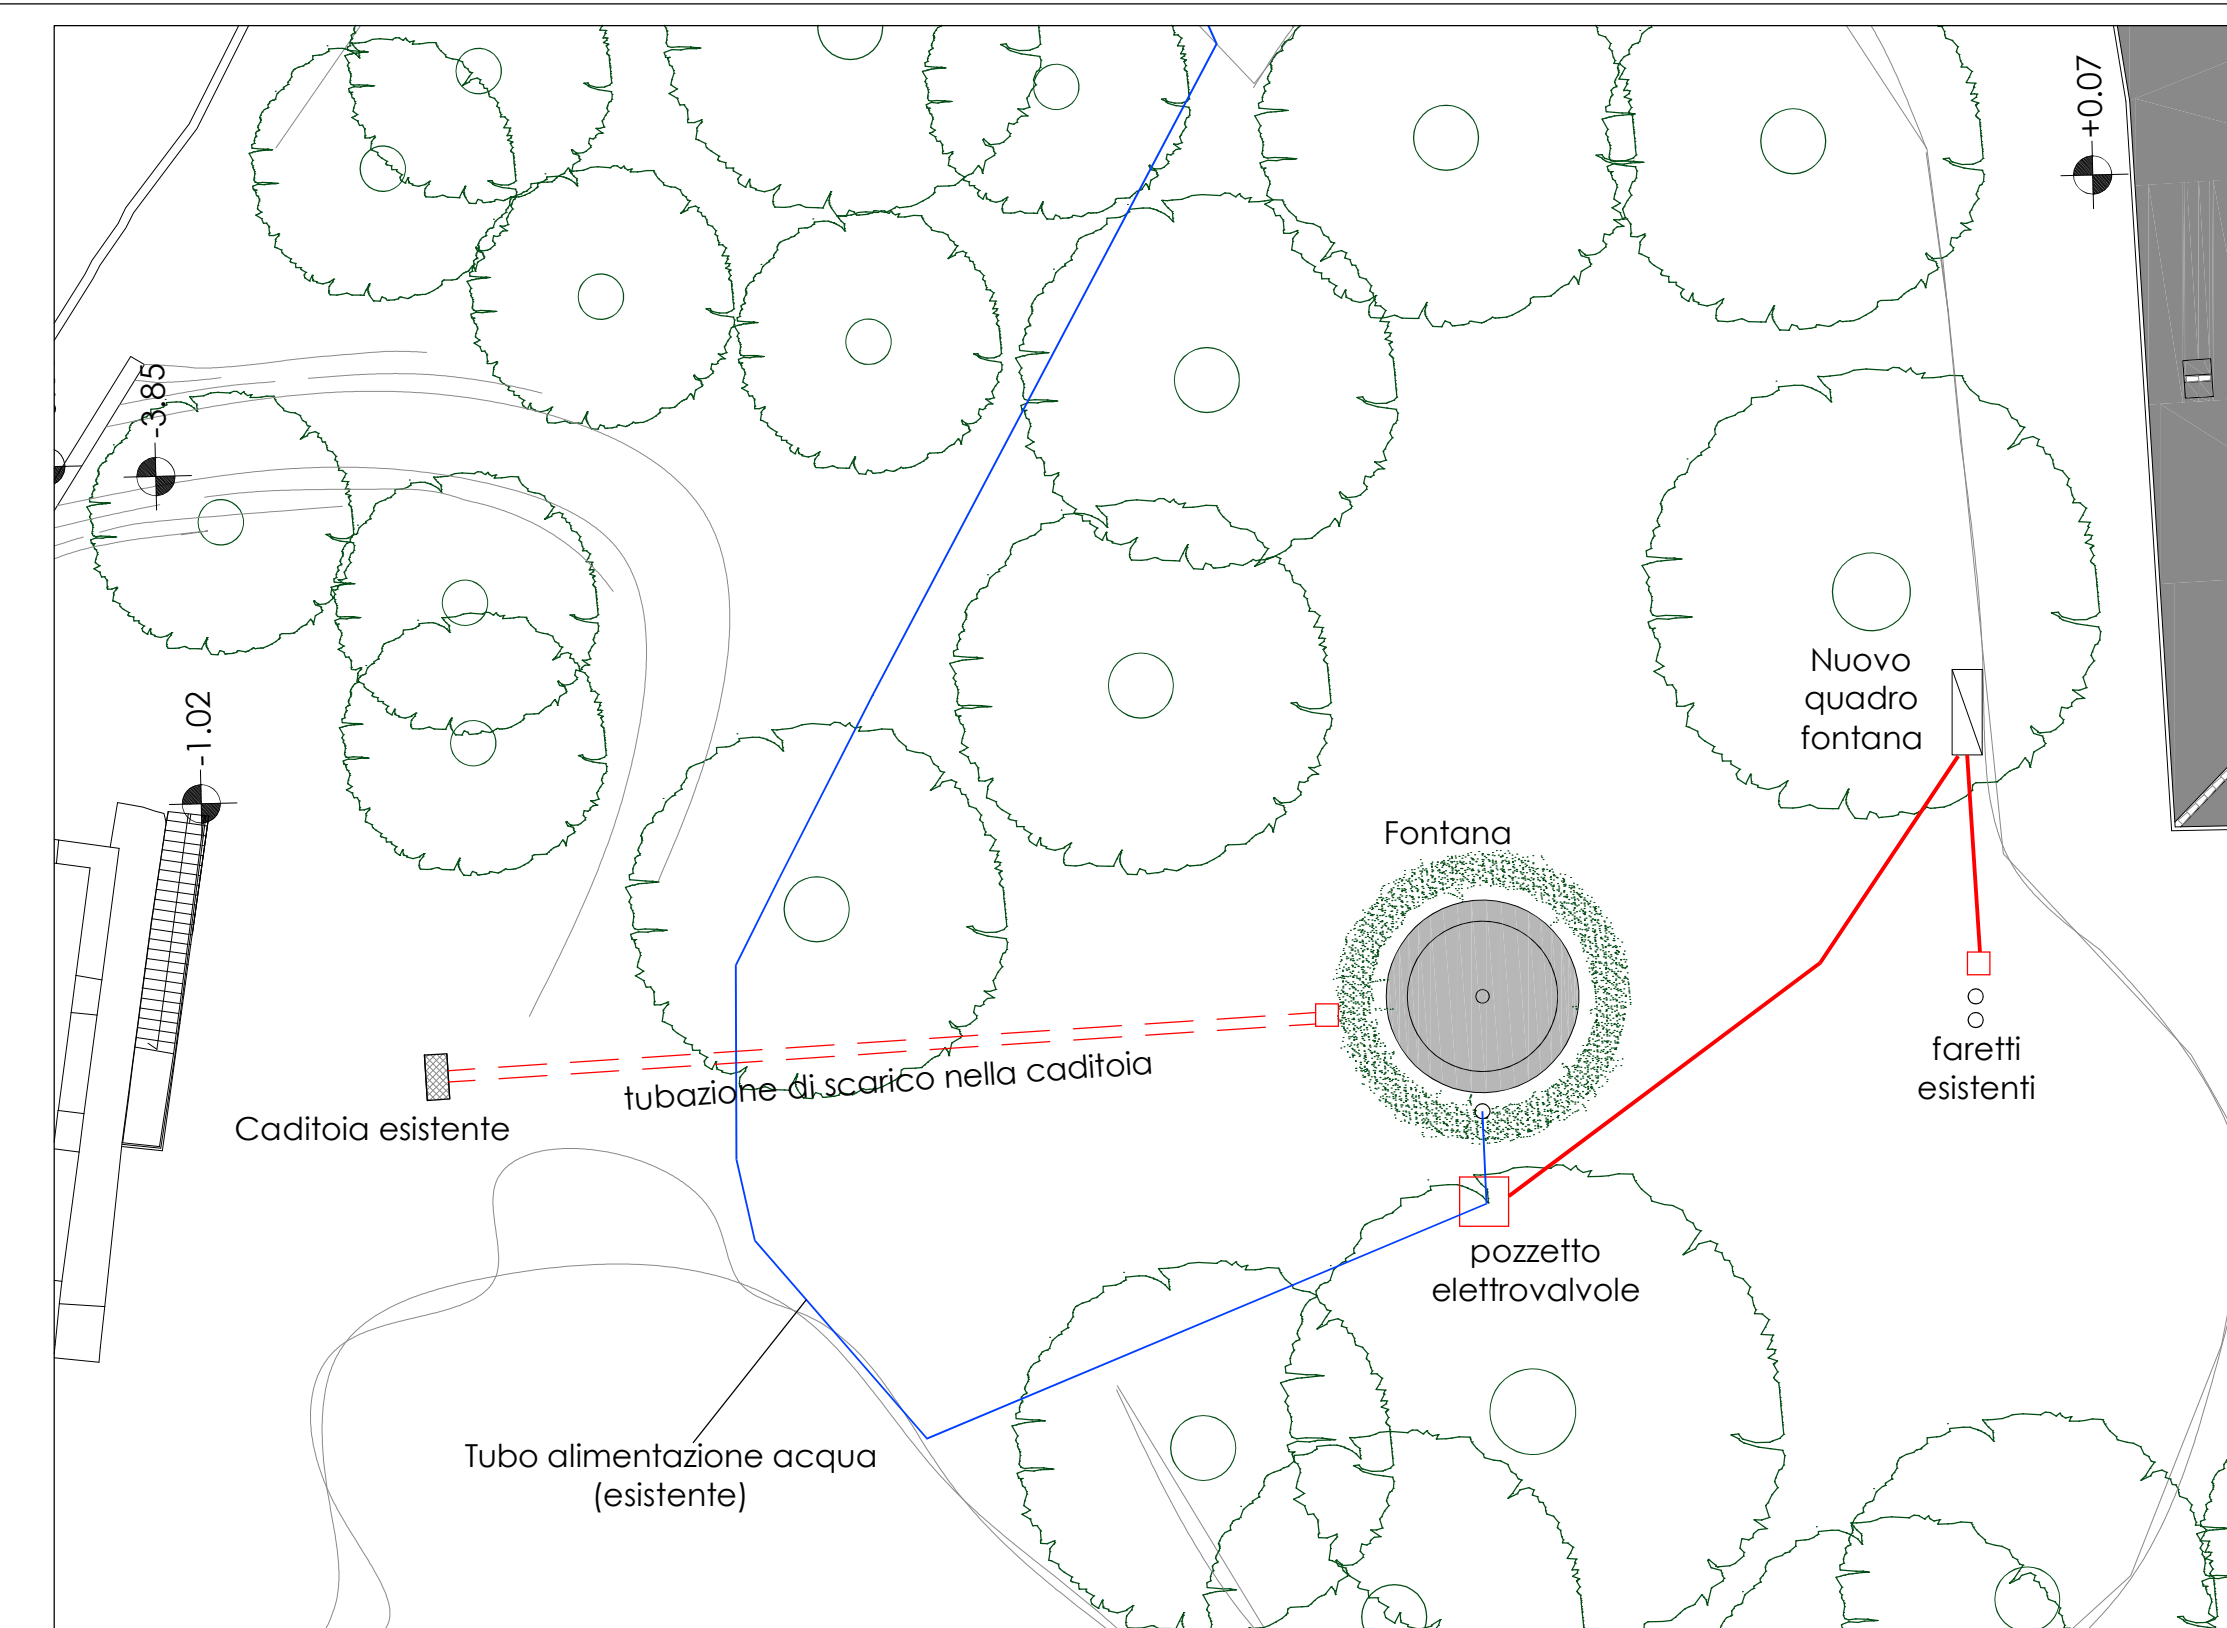 +0.07
-3.85
Nuovo
quadro
fontana
-1.02
Fontana
faretti
esistenti
tubazione di scarico nella caditoia
Caditoia esistente
pozzetto
elettrovalvole
Tubo alimentazione acqua
(esistente)